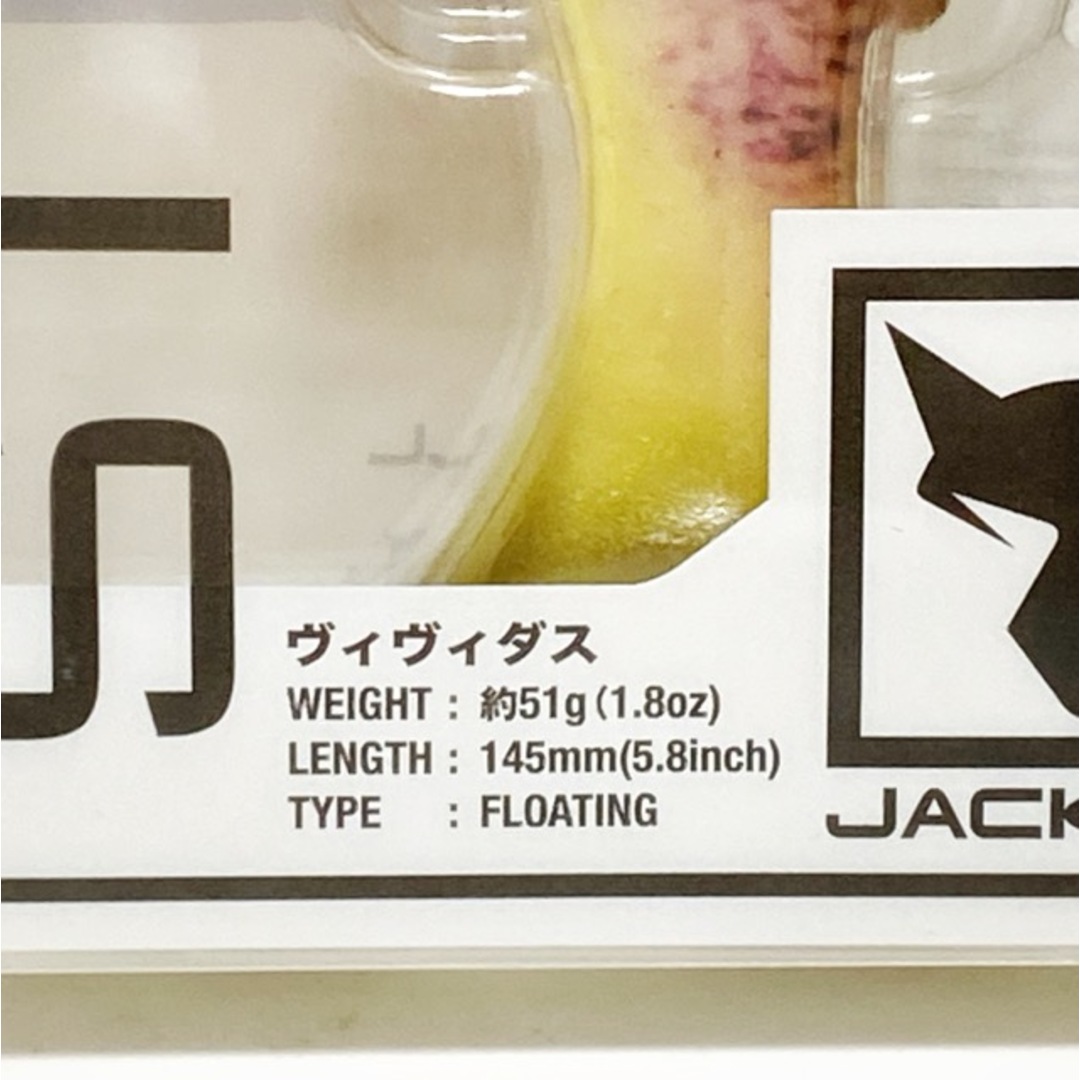 S
ヴィヴィダス
WEIGHT : 約51g (1.8oz)
LENGTH : 145mm(5.8inch)
TYPE : FLOATING
JACK